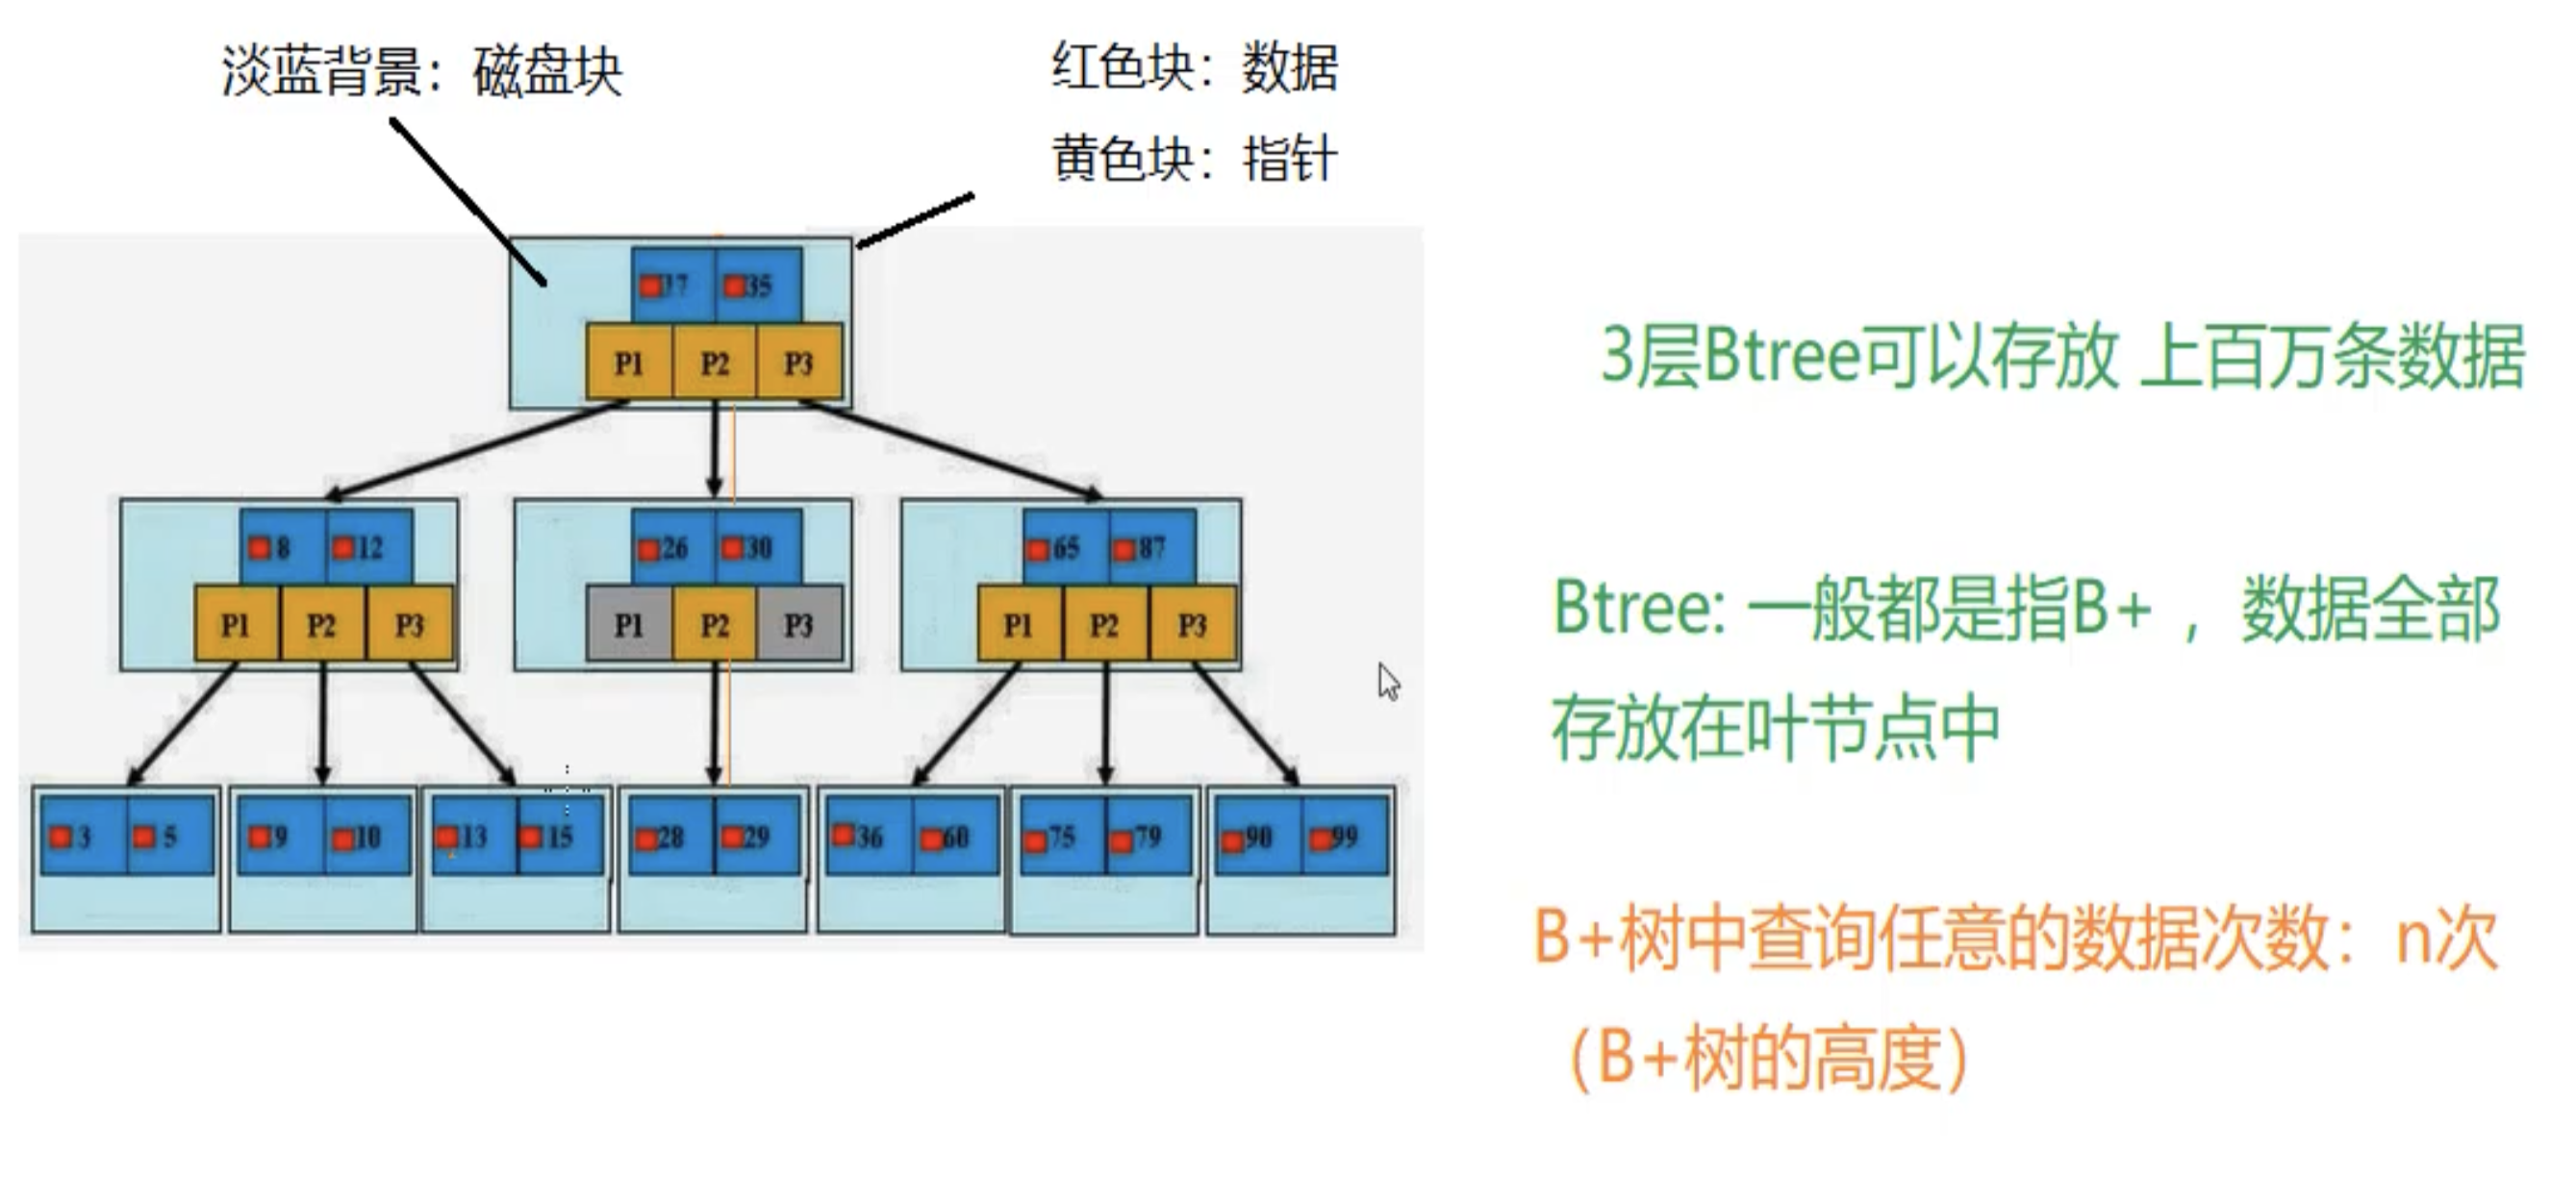 淡蓝背景：磁盘块
红色块：数据
黄色块：指针
17 35
P1 P2 P3
8 12
26 30
65 87
P1 P2 P3
P1 P2 P3
P1 P2 P3
3 5
9 10
13 15
28 29
36 60
75 79
90 99
3层Btree可以存放 上百万条数据
Btree: 一般都是指B+ ，数据全部
存放在叶节点中
B+树中查询任意的数据次数：n次
（B+树的高度）